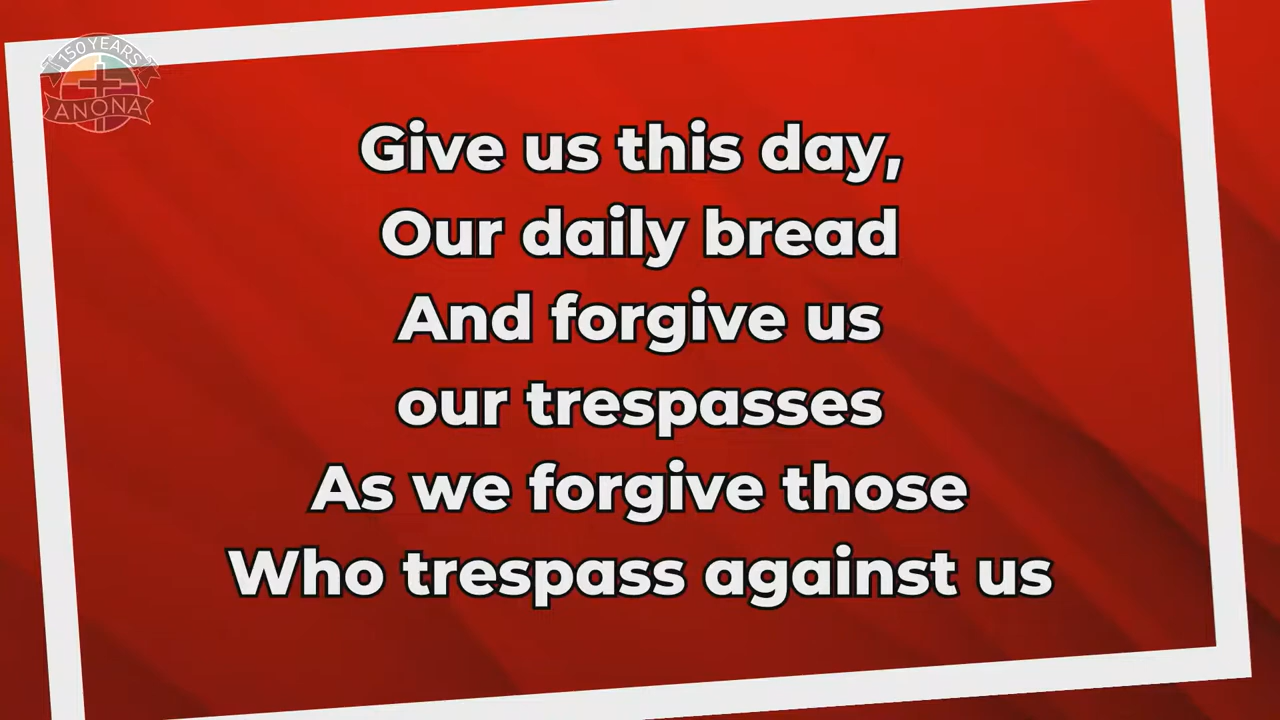 150 YEARS
ANONA
Give us this day,
Our daily bread
And forgive us
our trespasses
As we forgive those
Who trespass against us